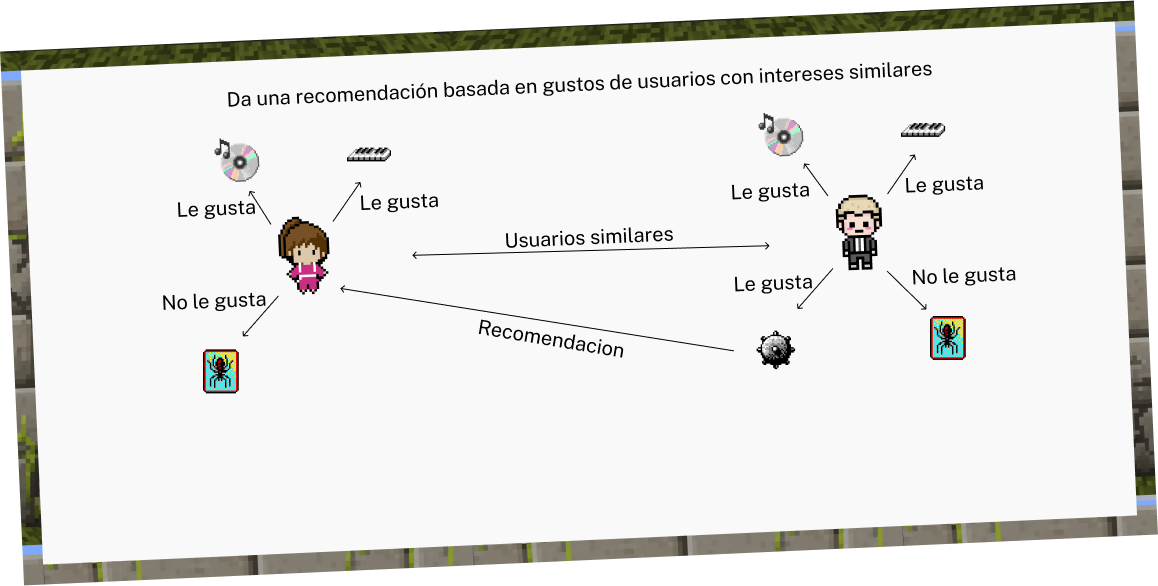 Da una recomendación basada en gustos de usuarios con intereses similares
Le gusta
Le gusta
Le gusta
Le gusta
Usuarios similares
No le gusta
Le gusta
No le gusta
Recomendacion